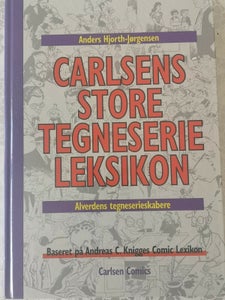 Anders Hjorth-Jørgensen
CARLSENS
STORE
TEGNESERIE
LEKSIKON
Alverdens tegneserieskabere
Baseret på Andreas C. Knigges Comic Lexikon
Carlsen Comics